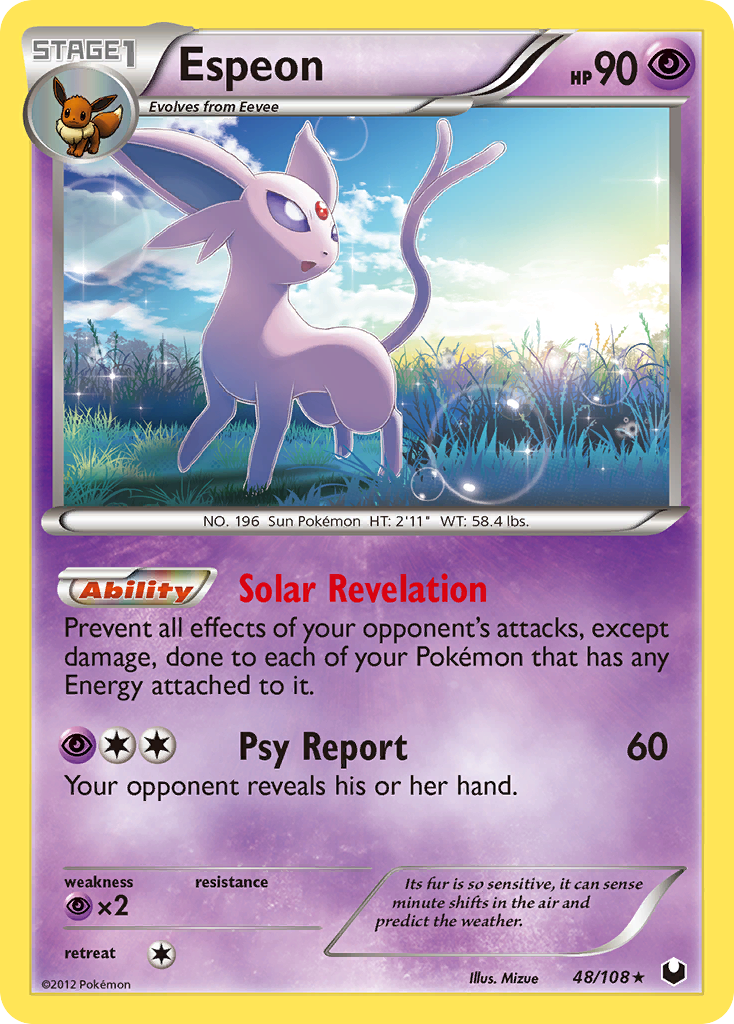 STAGE1
Espeon
HP 90
Evolves from Eevee
NO. 196 Sun Pokémon HT: 2'11" WT: 58.4 lbs.
Ability Solar Revelation
Prevent all effects of your opponent's attacks, except
damage, done to each of your Pokémon that has any
Energy attached to it.
Psy Report 60
Your opponent reveals his or her hand.
weakness resistance
×2
retreat
Its fur is so sensitive, it can sense
minute shifts in the air and
predict the weather.
©2012 Pokémon
Illus. Mizue 48/108 ★